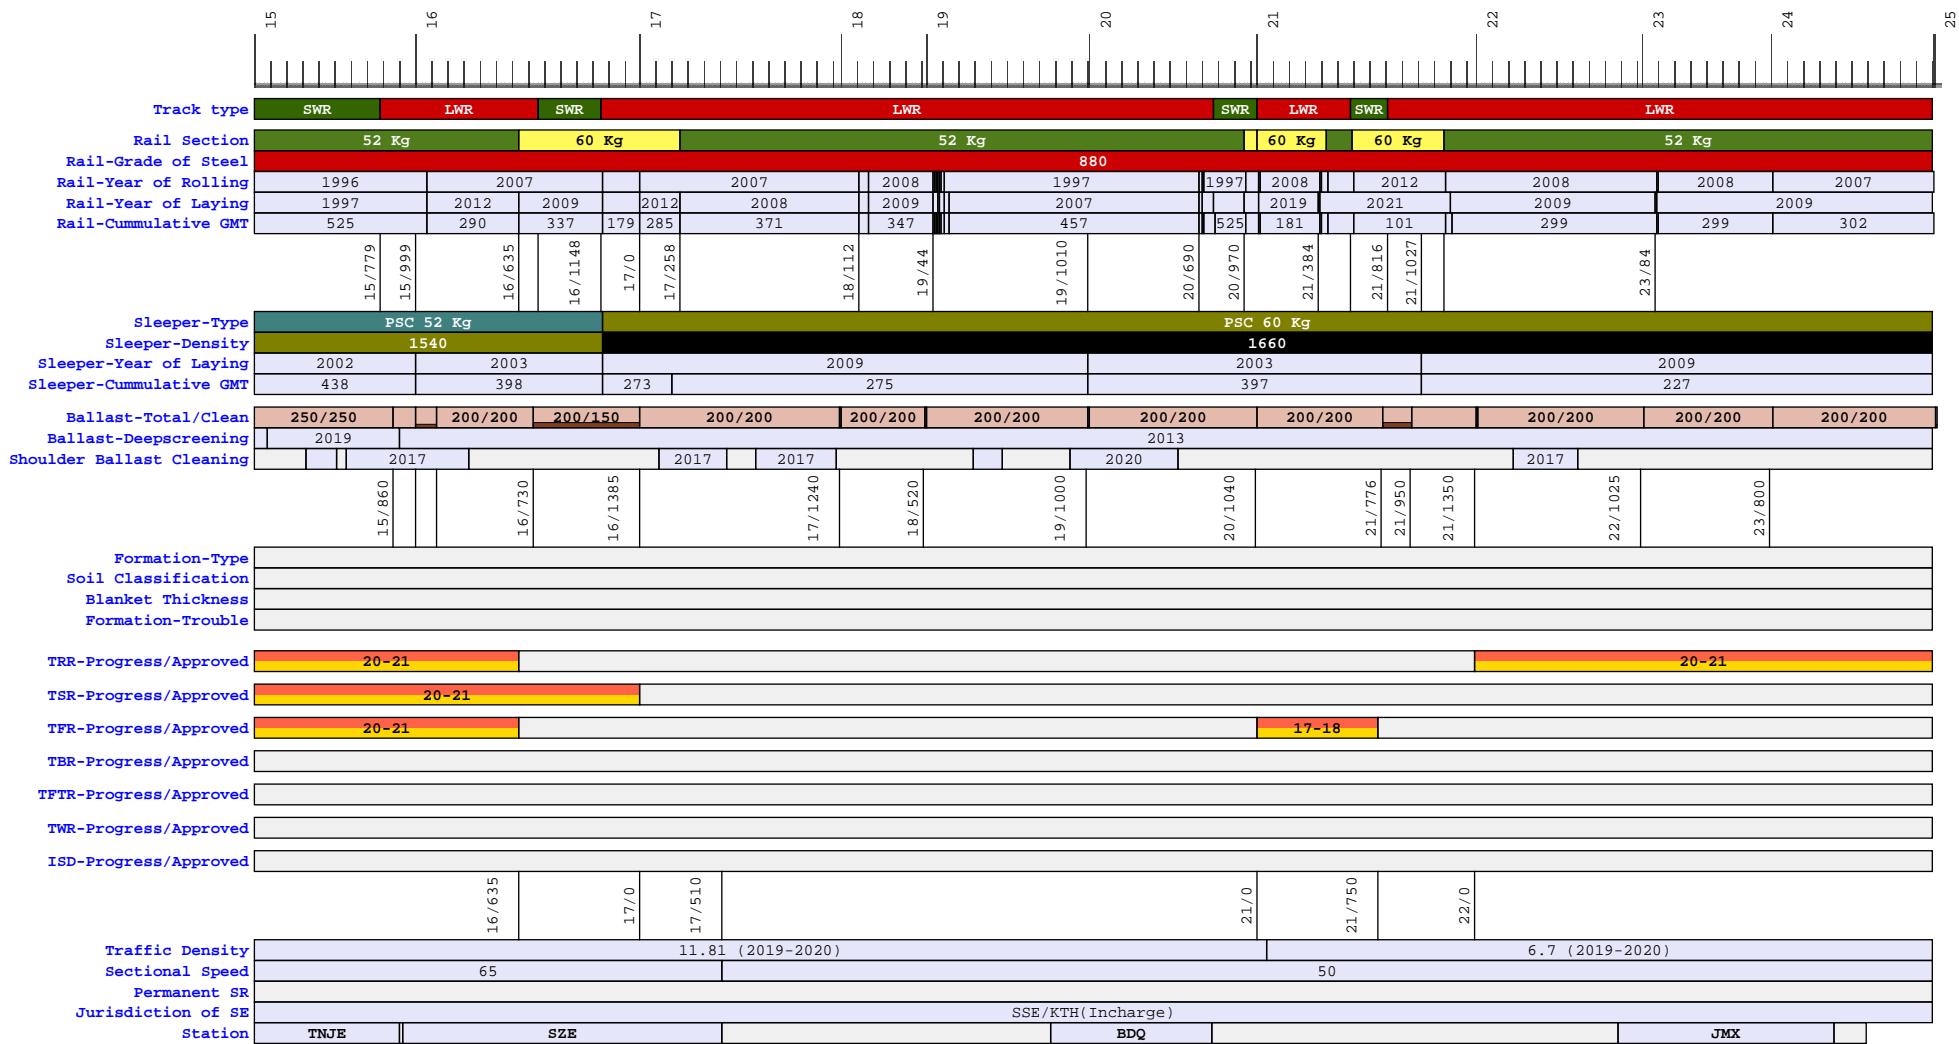 15 16 17 18 19 20 21 22 23 24 25
Track type SWR LWR SWR LWR SWR LWR SWR LWR
Rail Section 52 Kg 60 Kg 52 Kg 60 Kg 60 Kg 52 Kg
Rail-Grade of Steel 880
Rail-Year of Rolling 1996 2007 2007 2008 1997 1997 2008 2012 2008 2008 2007
Rail-Year of Laying 1997 2012 2009 2012 2008 2009 2007 2019 2021 2009 2009
Rail-Cummulative GMT 525 290 337 179 285 371 347 457 525 181 101 299 299 302
15/779 15/999 16/635 16/1148 17/0 17/258 18/112 19/44 19/1010 20/690 20/970 21/384 21/816 21/1027 23/84
Sleeper-Type PSC 52 Kg PSC 60 Kg
Sleeper-Density 1540 1660
Sleeper-Year of Laying 2002 2003 2009 2003 2009
Sleeper-Cummulative GMT 438 398 273 275 397 227
Ballast-Total/Clean 250/250 200/200 200/150 200/200 200/200 200/200 200/200 200/200 200/200 200/200 200/200
Ballast-Deepscreening 2019 2013
Shoulder Ballast Cleaning 2017 2017 2017 2020 2017
15/860 16/730 16/1385 17/1240 18/520 19/1000 20/1040 21/776 21/950 21/1350 22/1025 23/800
Formation-Type
Soil Classification
Blanket Thickness
Formation-Trouble
TRR-Progress/Approved 20-21 20-21
TSR-Progress/Approved 20-21
TFR-Progress/Approved 20-21 17-18
TBR-Progress/Approved
TFTR-Progress/Approved
TWR-Progress/Approved
ISD-Progress/Approved
16/635 17/0 17/510 21/0 21/750 22/0
Traffic Density 11.81 (2019-2020) 6.7 (2019-2020)
Sectional Speed 65 50
Permanent SR
Jurisdiction of SE SSE/KTH(Incharge)
Station TNJE SZE BDQ JMX